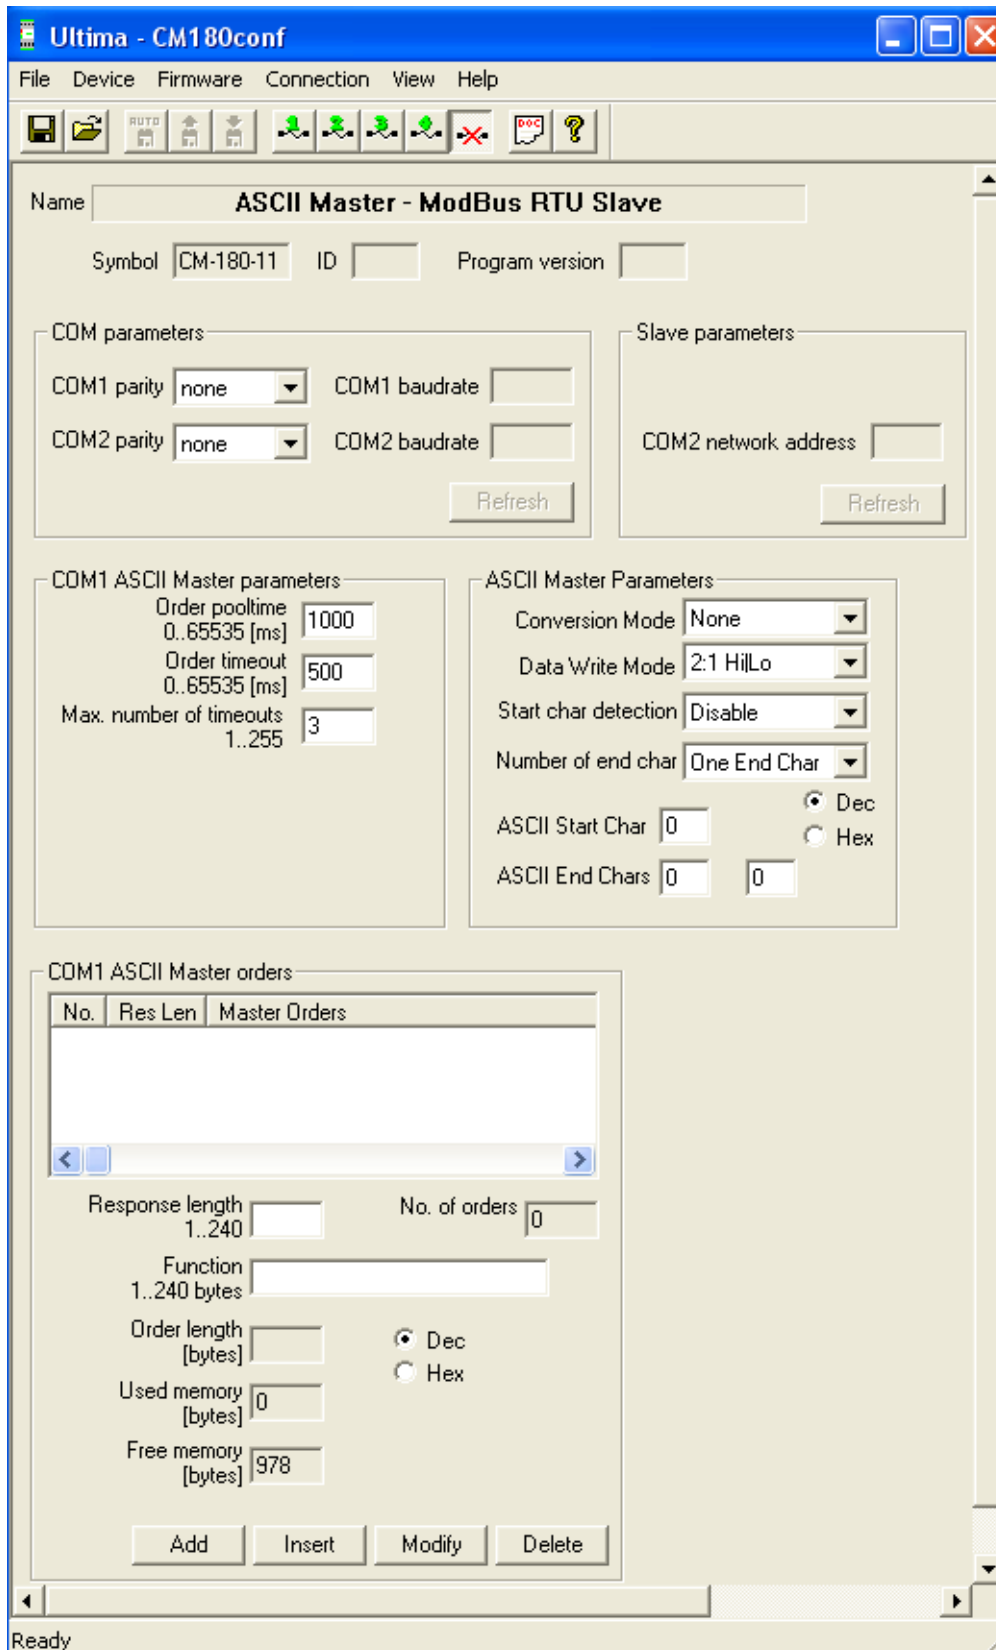 Ultima - CM180conf
File Device Firmware Connection View Help
AUTO 1 2 3 DOC ?
Name ASCII Master - ModBus RTU Slave
Symbol CM-180-11 ID Program version
COM parameters Slave parameters
COM1 parity none COM1 baudrate
COM2 parity none COM2 baudrate COM2 network address
Refresh Refresh
COM1 ASCII Master parameters
Order pooltime
0..65535 [ms] 1000
Order timeout
0..65535 [ms] 500
Max. number of timeouts
1..255 3
ASCII Master Parameters
Conversion Mode None
Data Write Mode 2:1 Hi|Lo
Start char detection Disable
Number of end char One End Char
Dec
ASCII Start Char 0 Hex
ASCII End Chars 0 0
COM1 ASCII Master orders
No. Res Len Master Orders
Response length
1..240 No. of orders 0
Function
1..240 bytes
Order length
[bytes]
Dec
Hex
Used memory
[bytes] 0
Free memory
[bytes] 978
Add Insert Modify Delete
Ready